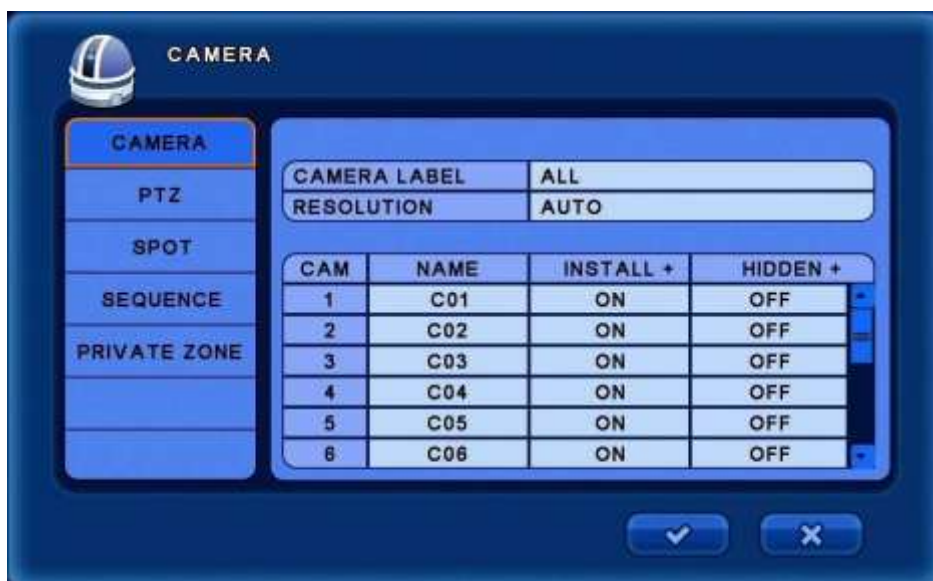 CAMERA
CAMERA
PTZ
SPOT
SEQUENCE
PRIVATE ZONE
CAMERA LABEL ALL
RESOLUTION AUTO
CAM NAME INSTALL + HIDDEN +
1 C01 ON OFF
2 C02 ON OFF
3 C03 ON OFF
4 C04 ON OFF
5 C05 ON OFF
6 C06 ON OFF